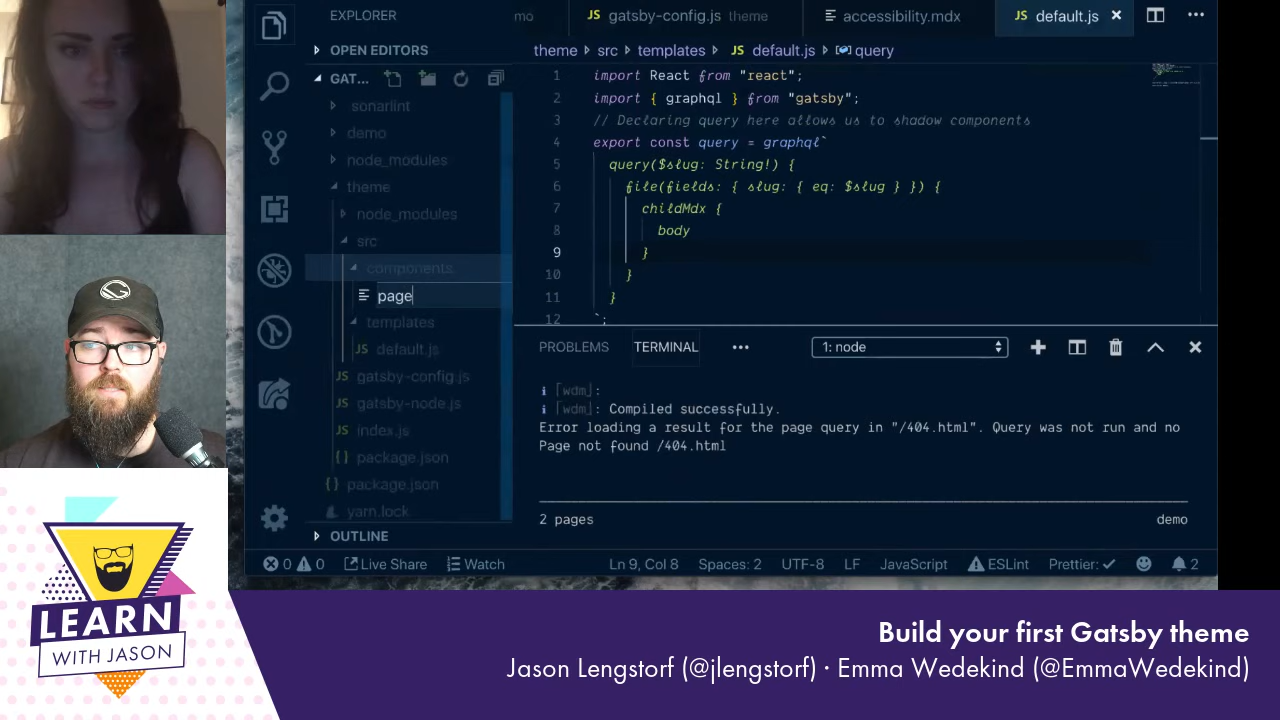 EXPLORER
OPEN EDITORS
GAT...
sonarlint
demo
node_modules
theme
node_modules
src
components
page
templates
JS default.js
JS gatsby-config.js
JS gatsby-node.js
JS index.js
{} package.json
{} package.json
yarn.lock
OUTLINE
JS gatsby-config.js theme
accessibility.mdx
JS default.js ×
theme src templates JS default.js query
1 import React from "react";
2 import { graphql } from "gatsby";
3 // Declaring query here allows us to shadow components
4 export const query = graphql`
5 query($slug: String!) {
6 file(fields: { slug: { eq: $slug } }) {
7 childMdx {
8 body
9 }
10 }
11 }
12 `;
PROBLEMS TERMINAL ••• 1: node
i ｢wdm｣:
i ｢wdm｣: Compiled successfully.
Error loading a result for the page query in "/404.html". Query was not run and no
Page not found /404.html
2 pages demo
0 0 Live Share Watch Ln 9, Col 8 Spaces: 2 UTF-8 LF JavaScript ESLint Prettier: ✓ 2
LEARN
WITH JASON
Build your first Gatsby theme
Jason Lengstorf (@jlengstorf) · Emma Wedekind (@EmmaWedekind)